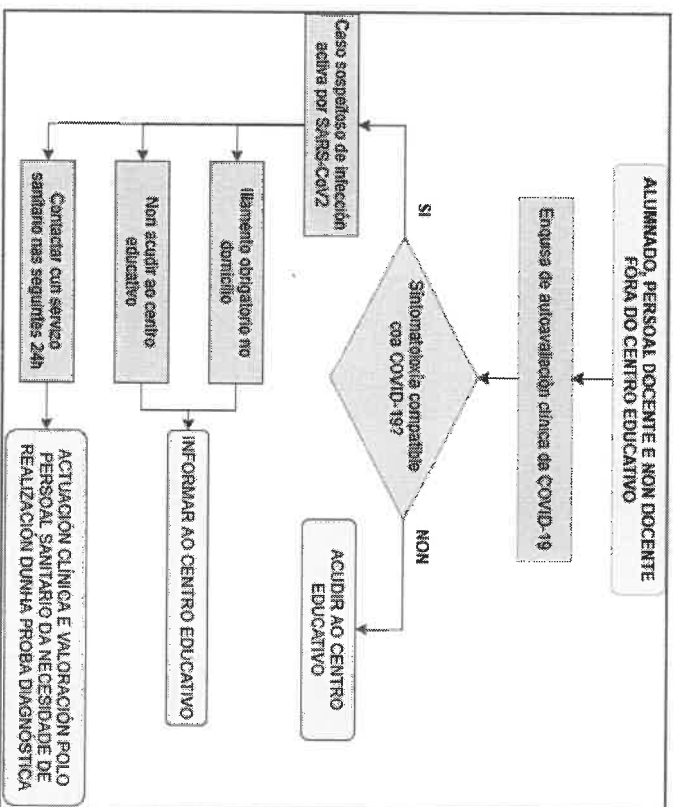 ALUMNADO, PERSOAL DOCENTE E NON DOCENTE
FÓRA DO CENTRO EDUCATIVO
Enquisa de autoavaliación clínica da COVID-19
Sintomatoloxía compatible
coa COVID-19?
SI
NON
Caso sospeitoso de infección
activa por SARS-CoV2
ACUDIR AO CENTRO
EDUCATIVO
illamento obrigatorio no
domicilio
Non acudir ao centro
educativo
INFORMAR AO CENTRO EDUCATIVO
Contactar cun servizo
sanitario nas seguintes 24h
ACTUACIÓN CLÍNICA E VALORACIÓN POLO
PERSOAL SANITARIO DA NECESIDADE DE
REALIZACIÓN DUNHA PROBA DIAGNÓSTICA